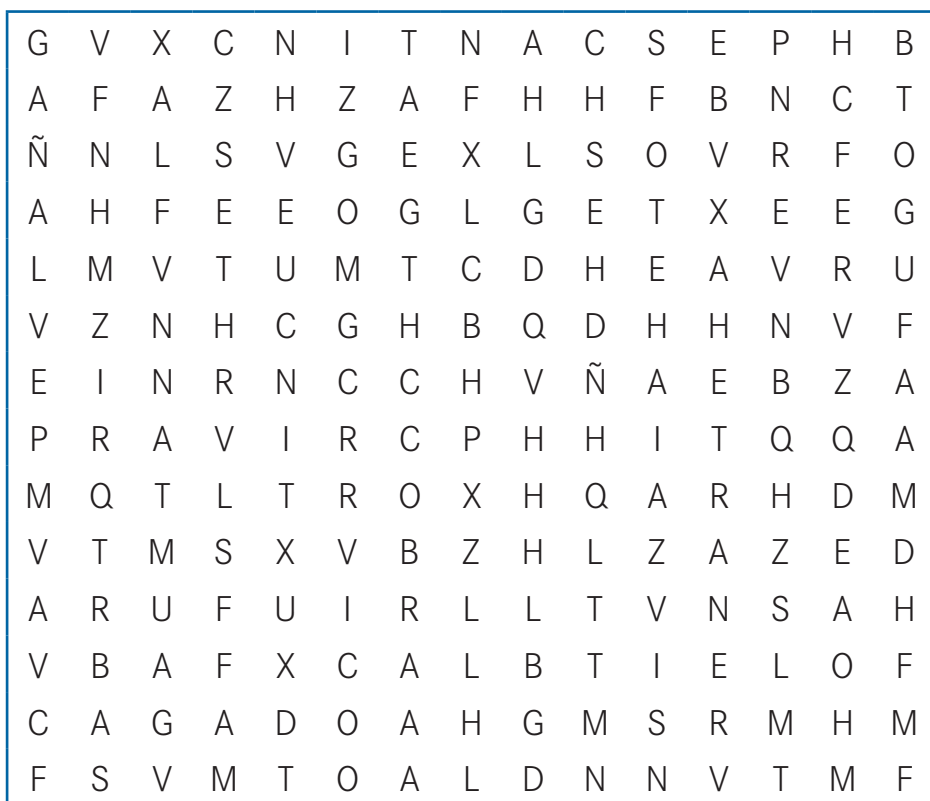 G V X C N I T N A C S E P H B
A F A Z H Z A F H H F B N C T
Ñ N L S V G E X L S O V R F O
A H F E E O G L G E T X E E G
L M V T U M T C D H E A V R U
V Z N H C G H B Q D H H N V F
E I N R N C C H V Ñ A E B Z A
P R A V I R C P H H I T Q Q A
M Q T L T R O X H Q A R H D M
V T M S X V B Z H L Z A Z E D
A R U F U I R L L T V N S A H
V B A F X C A L B T I E L O F
C A G A D O A H G M S R M H M
F S V M T O A L D N N V T M F